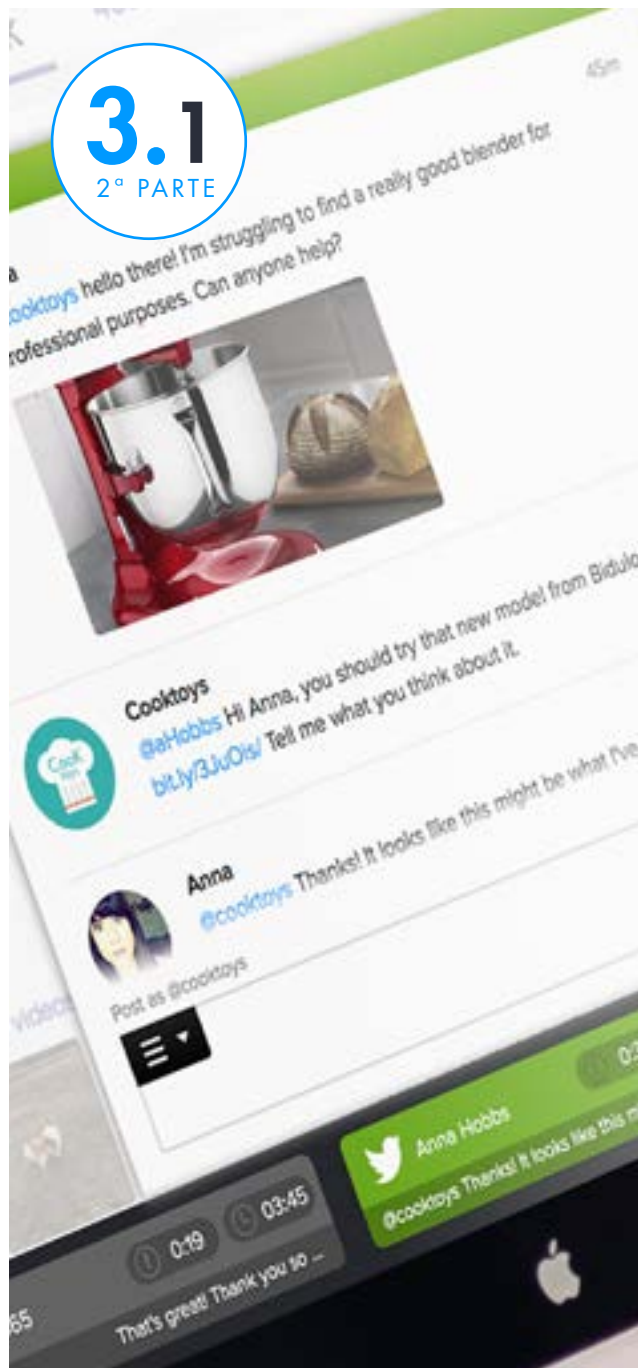 3.1
2ª PARTE
45m
hello there! I'm struggling to find a really good blender for
purposes. Can anyone help?
Cooktoys
@aHobbs Hi Anna, you should try that new model from
bit.ly/3JuOis/ Tell me what you think about it.
Cook
Anna
@cooktoys Thanks! It looks like this might be what I've
Post as @cooktoys
videos
Anna Hobbs
@cooktoys Thanks! It looks like this
0:19
03:45
65
That's great! Thank you so ...